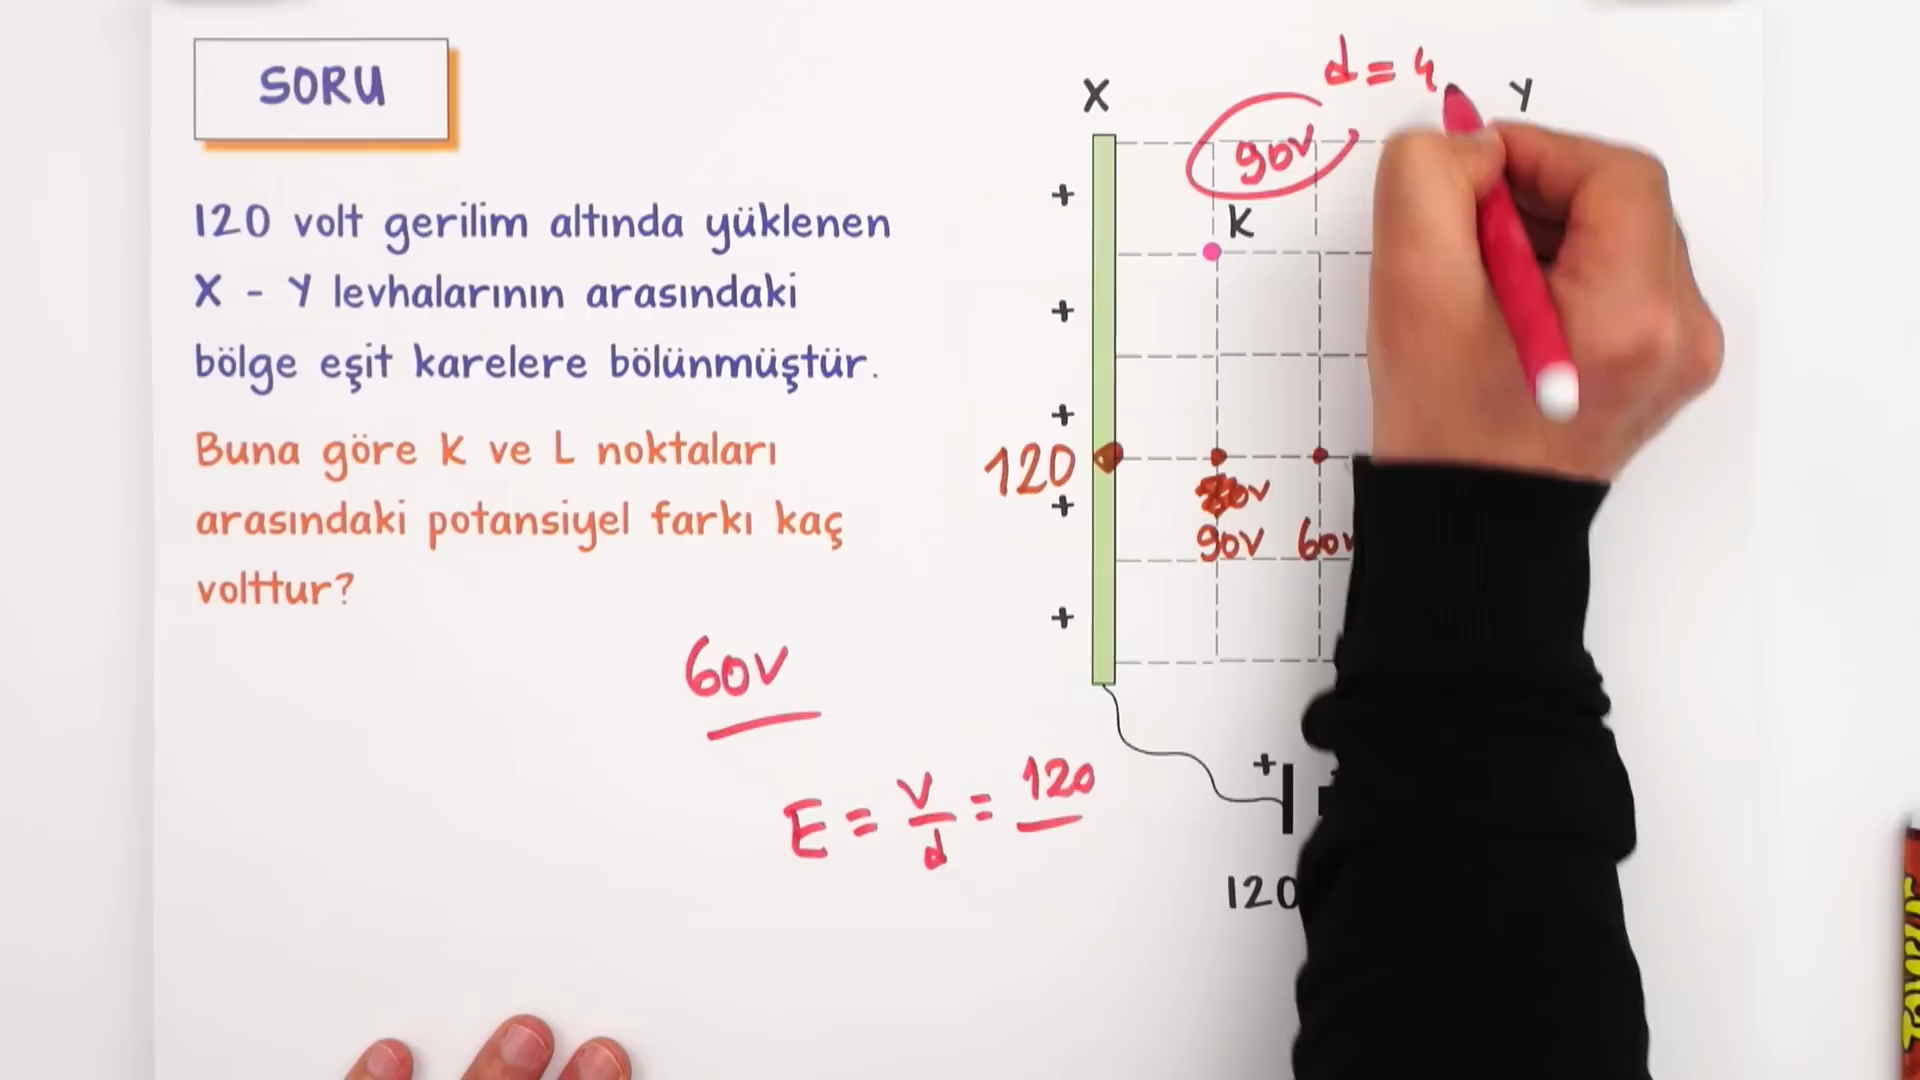 SORU
120 volt gerilim altında yüklenen
X - Y levhalarının arasındaki
bölge eşit karelere bölünmüştür.
Buna göre K ve L noktaları
arasındaki potansiyel farkı kaç
volttur?
60V
E = V/d = 120
d = 4
X
Y
90V
K
+
+
+
120
+
90V 60V
+
+
120